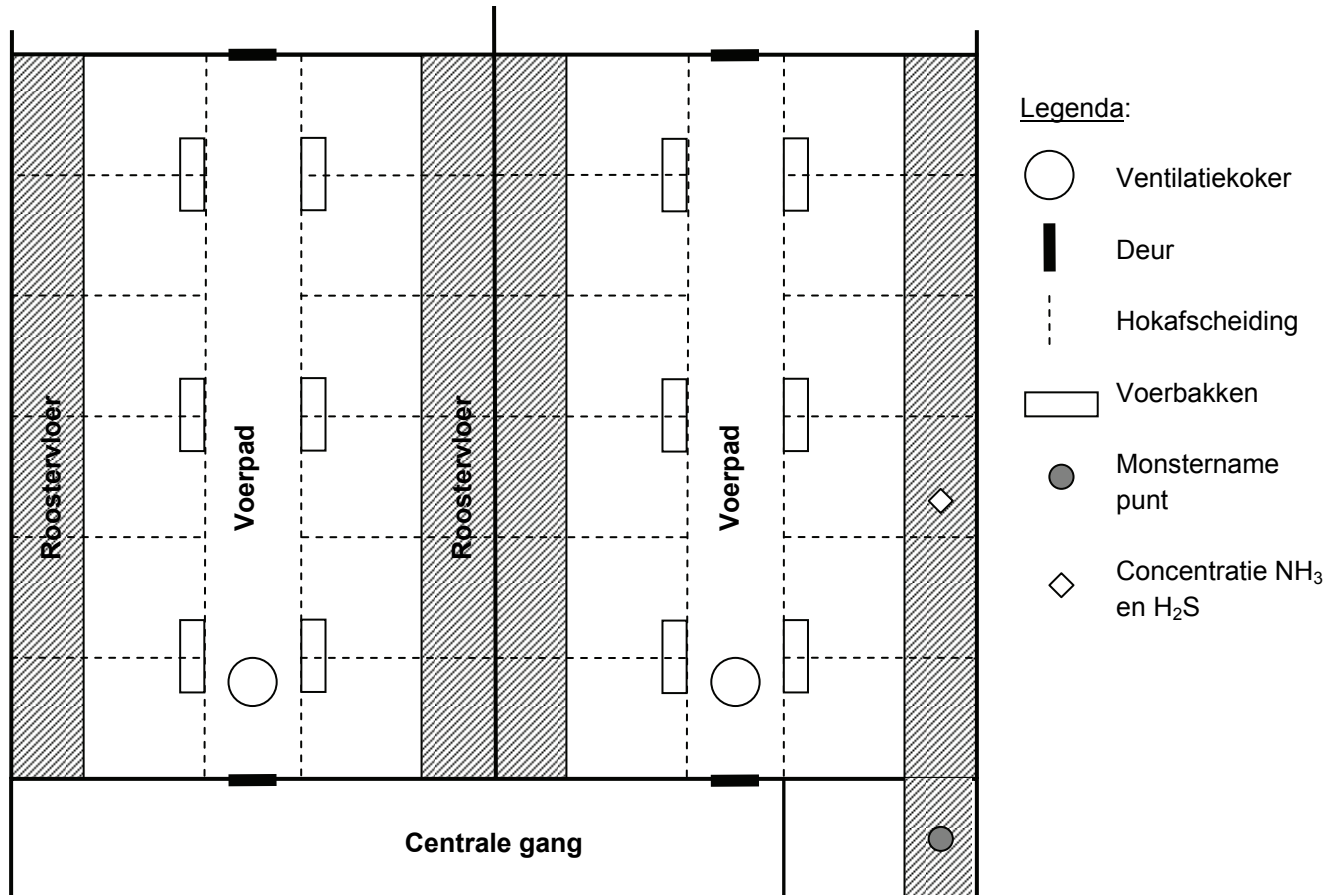 Legenda:
Ventilatiekoker
Deur
Hokafscheiding
Voerbakken
Monstername
punt
Concentratie NH₃
en H₂S
Roostervloer
Voerpad
Roostervloer
Voerpad
Centrale gang